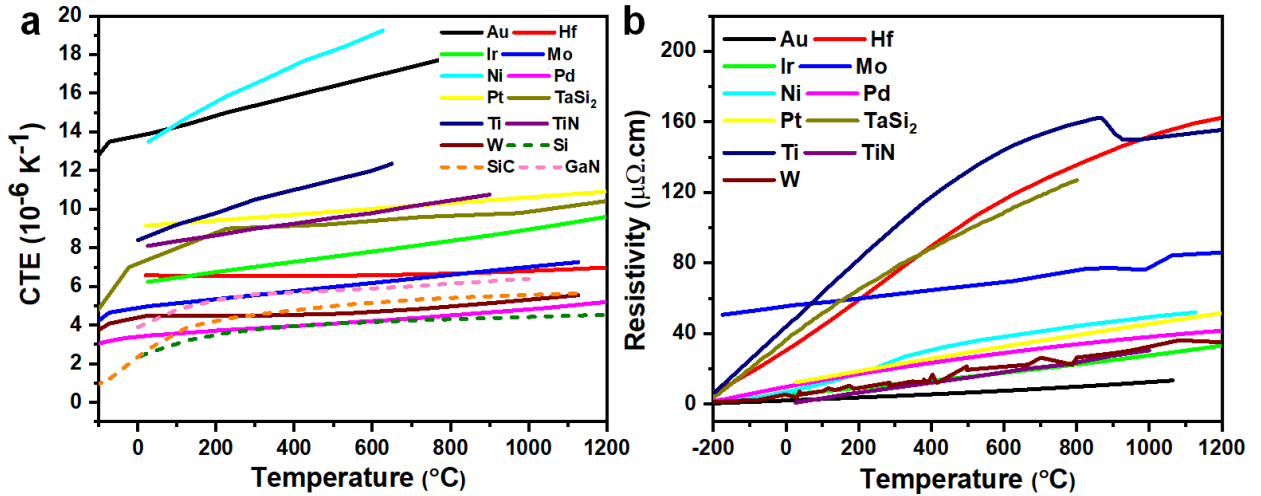 a
20
18
16
14
12
10
8
6
4
2
0
CTE (10⁻⁶ K⁻¹)
Au Hf
Ir Mo
Ni Pd
Pt TaSi₂
Ti TiN
W Si
SiC GaN
0 200 400 600 800 1000 1200
Temperature (°C)
b
200
160
120
80
40
0
Resistivity (μΩ.cm)
Au Hf
Ir Mo
Ni Pd
Pt TaSi₂
Ti TiN
W
-200 0 200 400 600 800 1000 1200
Temperature (°C)